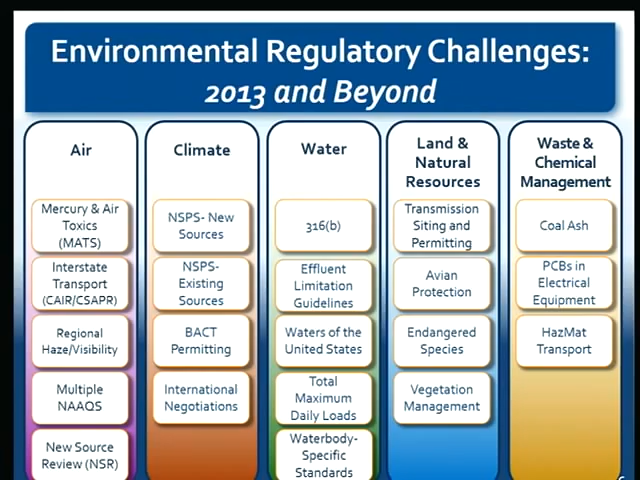 Environmental Regulatory Challenges:
2013 and Beyond
Air
Mercury & Air
Toxics
(MATS)
Interstate
Transport
(CAIR/CSAPR)
Regional
Haze/Visibility
Multiple
NAAQS
New Source
Review (NSR)
Climate
NSPS- New
Sources
NSPS-
Existing
Sources
BACT
Permitting
International
Negotiations
Water
316(b)
Effluent
Limitation
Guidelines
Waters of the
United States
Total
Maximum
Daily Loads
Waterbody-
Specific
Standards
Land &
Natural
Resources
Transmission
Siting and
Permitting
Avian
Protection
Endangered
Species
Vegetation
Management
Waste &
Chemical
Management
Coal Ash
PCBs in
Electrical
Equipment
HazMat
Transport